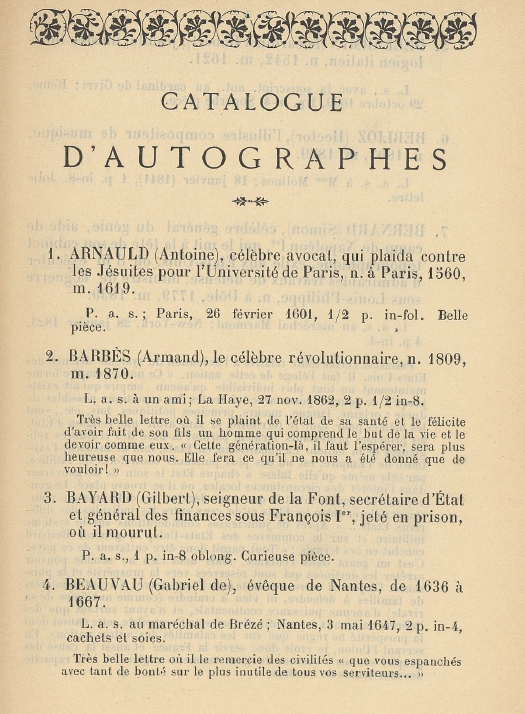 CATALOGUE
D'AUTOGRAPHES
1. ARNAULD (Antoine), célèbre avocat, qui plaida contre
les Jésuites pour l'Université de Paris, n. à Paris, 1560,
m. 1619.
P. a. s.; Paris, 26 février 1601, 1/2 p. in-fol. Belle
pièce.
2. BARBÈS (Armand), le célèbre révolutionnaire, n. 1809,
m. 1870.
L. a. s. à un ami; La Haye, 27 nov. 1862, 2 p. 1/2 in-8.
Très belle lettre où il se plaint de l'état de sa santé et le félicite
d'avoir fait de son fils un homme qui comprend le but de la vie et le
devoir comme eux. « Cette génération-là, il faut l'espérer, sera plus
heureuse que nous. Elle fera ce qu'il ne nous a été donné que de
vouloir! »
3. BAYARD (Gilbert), seigneur de la Font, secrétaire d'État
et général des finances sous François Ier, jeté en prison,
où il mourut.
P. a. s., 1 p. in-8 oblong. Curieuse pièce.
4. BEAUVAU (Gabriel de), évêque de Nantes, de 1636 à
1667.
L. a. s. au maréchal de Brézé; Nantes, 3 mai 1647, 2 p. in-4,
cachets et soies.
Très belle lettre où il le remercie des civilités « que vous espanchés
avec tant de bonté sur le plus inutile de tous vos serviteurs... »